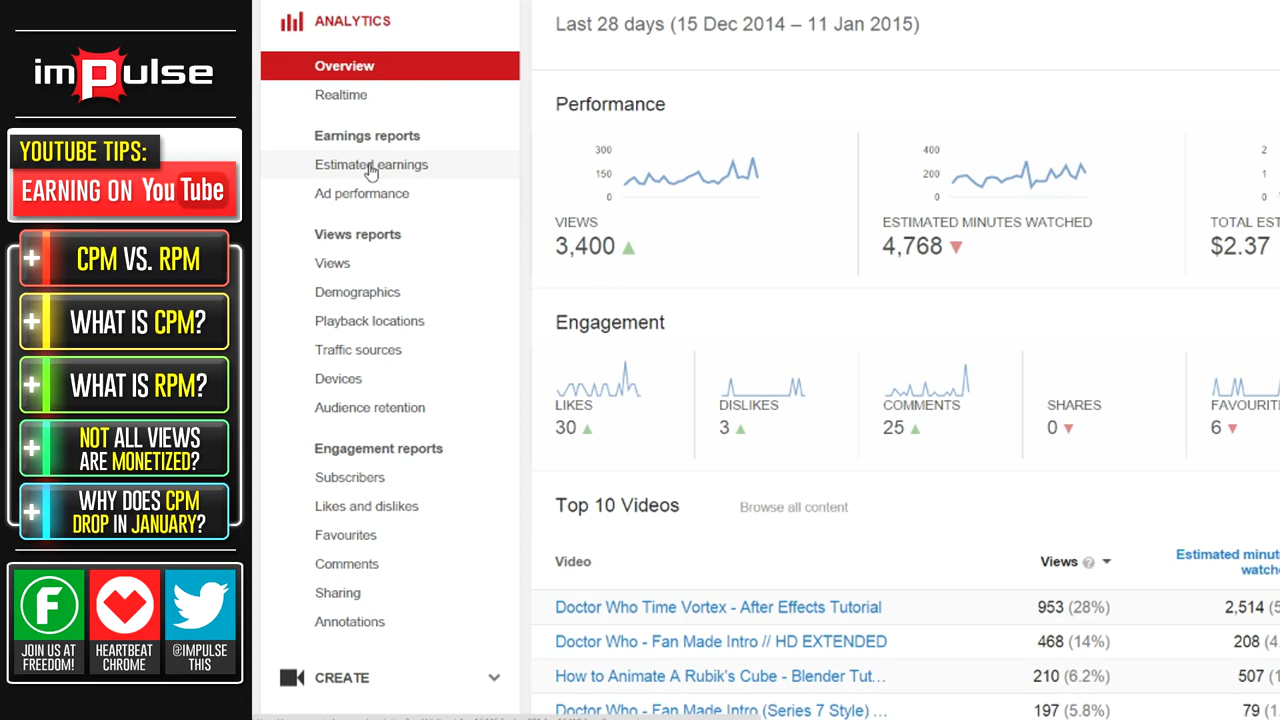 imPulse
YOUTUBE TIPS:
EARNING ON YouTube
CPM VS. RPM
WHAT IS CPM?
WHAT IS RPM?
NOT ALL VIEWS
ARE MONETIZED?
WHY DOES CPM
DROP IN JANUARY?
F
JOIN US AT
FREEDOM!
HEARTBEAT
CHROME
@IMPULSE
THIS
ANALYTICS
Overview
Realtime
Earnings reports
Estimated earnings
Ad performance
Views reports
Views
Demographics
Playback locations
Traffic sources
Devices
Audience retention
Engagement reports
Subscribers
Likes and dislikes
Favourites
Comments
Sharing
Annotations
CREATE
Last 28 days (15 Dec 2014 – 11 Jan 2015)
Performance
300
150
0
VIEWS
3,400
400
200
0
ESTIMATED MINUTES WATCHED
4,768
2
1
0
TOTAL EST
$2.37
Engagement
LIKES
30
DISLIKES
3
COMMENTS
25
SHARES
0
FAVOURIT
6
Top 10 Videos Browse all content
Video Views ? Estimated minu
watche
Doctor Who Time Vortex - After Effects Tutorial 953 (28%) 2,514 (5
Doctor Who - Fan Made Intro // HD EXTENDED 468 (14%) 208 (4.
How to Animate A Rubik's Cube - Blender Tut... 210 (6.2%) 507 (1
Doctor Who - Fan Made Intro (Series 7 Style) ... 197 (5.8%) 79 (1